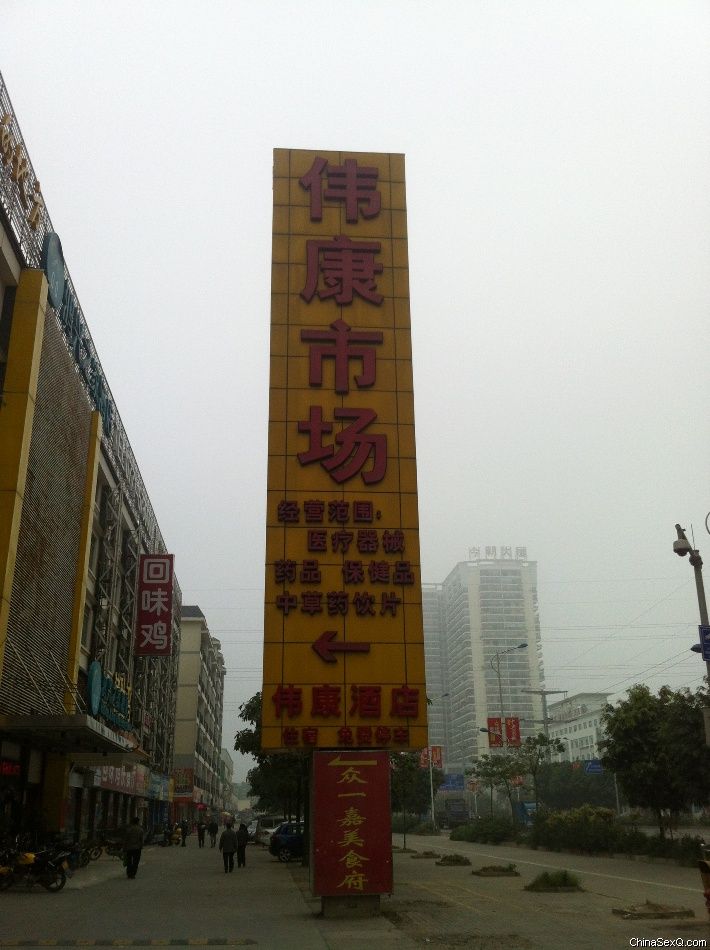 伟康市场
经营范围:
医疗器械
药品 保健品
中草药饮片
伟康酒店
住宿 免费停车
众一嘉美食府
回味鸡
ChinaSexQ.com